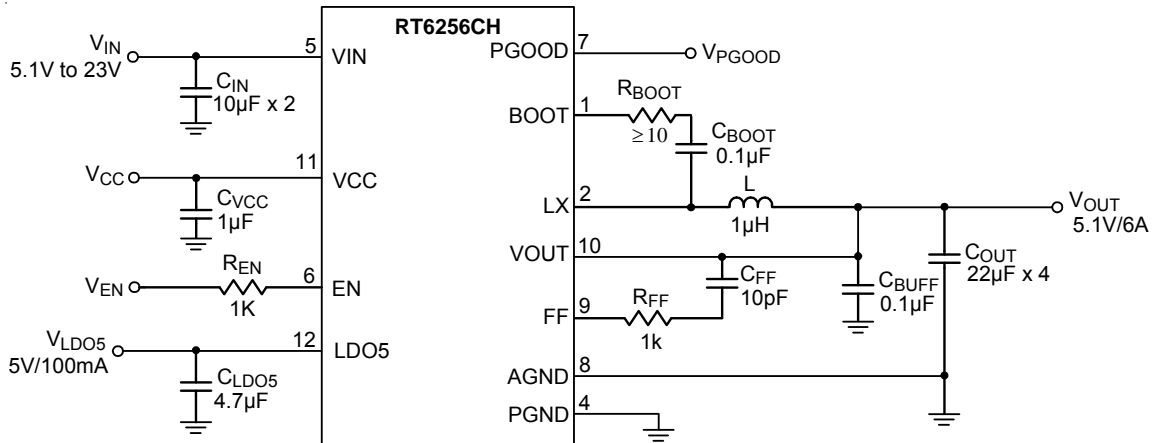 RT6256CH
VIN
5.1V to 23V
5
VIN
CIN
10µF x 2
VCC
11
VCC
CVCC
1µF
VEN
REN
1K
6
EN
VLDO5
5V/100mA
12
LDO5
CLDO5
4.7µF
PGOOD
7
VPGOOD
BOOT
1
RBOOT
≥10
CBOOT
0.1µF
LX
2
L
1µH
VOUT
5.1V/6A
VOUT
10
CFF
10pF
CBUFF
0.1µF
COUT
22µF x 4
FF
9
RFF
1k
AGND
8
PGND
4